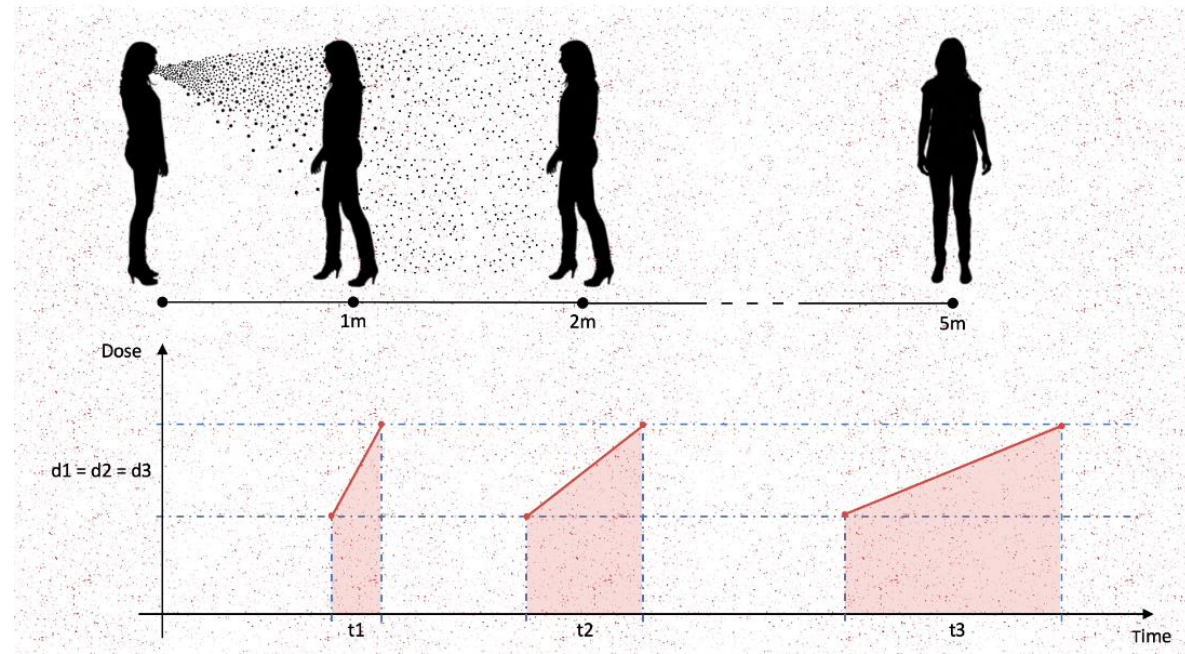 1m
2m
5m
Dose
d1 = d2 = d3
t1
t2
t3
Time